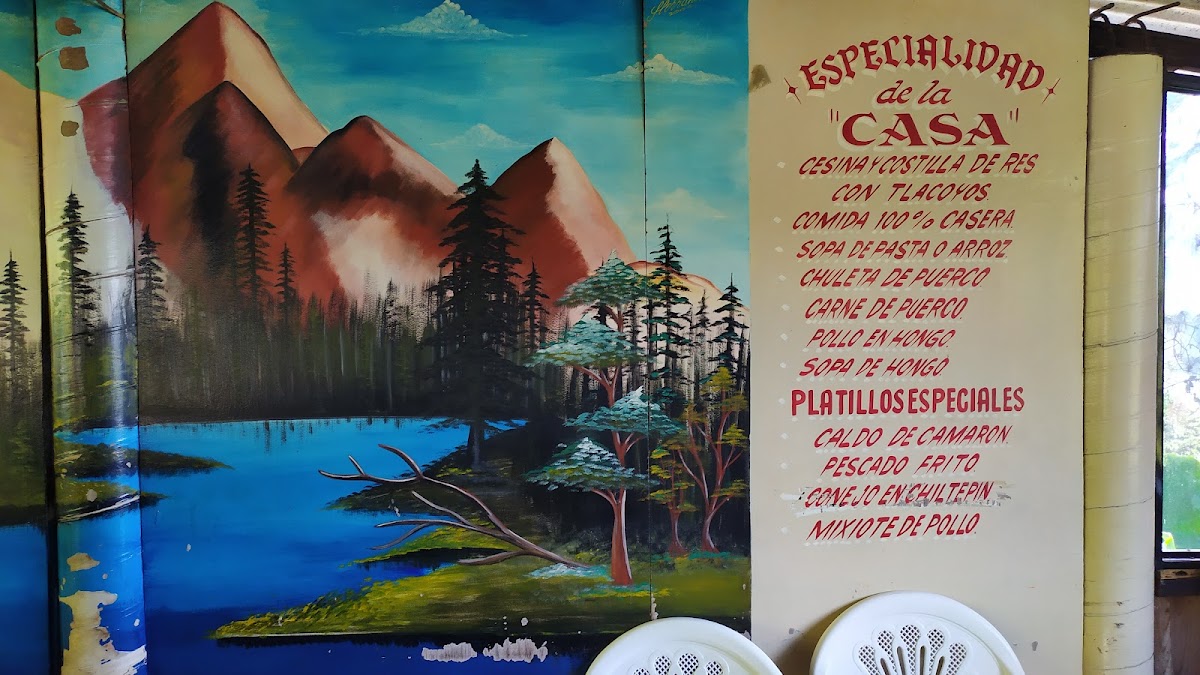 ESPECIALIDAD
de la
"CASA"
CESINA Y COSTILLA DE RES
CON TLACOYOS.
COMIDA 100% CASERA
SOPA DE PASTA O ARROZ
CHULETA DE PUERCO
CARNE DE PUERCO.
POLLO EN HONGO.
SOPA DE HONGO
PLATILLOS ESPECIALES
CALDO DE CAMARON.
PESCADO FRITO.
CONEJO EN CHILTEPIN
MIXIOTE DE POLLO.